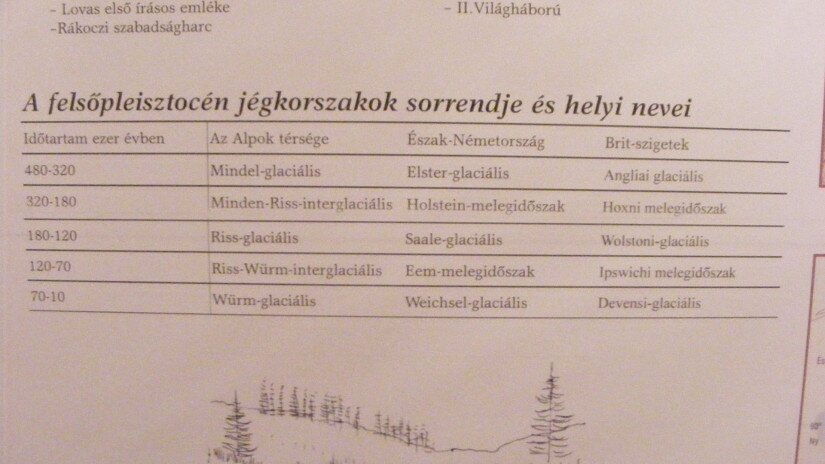 - Lovas első írásos emléke
- II.Világháború
-Rákoczi szabadságharc
A felsőpleisztocén jégkorszakok sorrendje és helyi nevei
Időtartam ezer évben Az Alpok térsége Észak-Németország Brit-szigetek
480-320 Mindel-glaciális Elster-glaciális Angliai glaciális
320-180 Minden-Riss-interglaciális Holstein-melegidőszak Hoxni melegidőszak
180-120 Riss-glaciális Saale-glaciális Wolstoni-glaciális
120-70 Riss-Würm-interglaciális Eem-melegidőszak Ipswichi melegidőszak
70-10 Würm-glaciális Weichsel-glaciális Devensi-glaciális